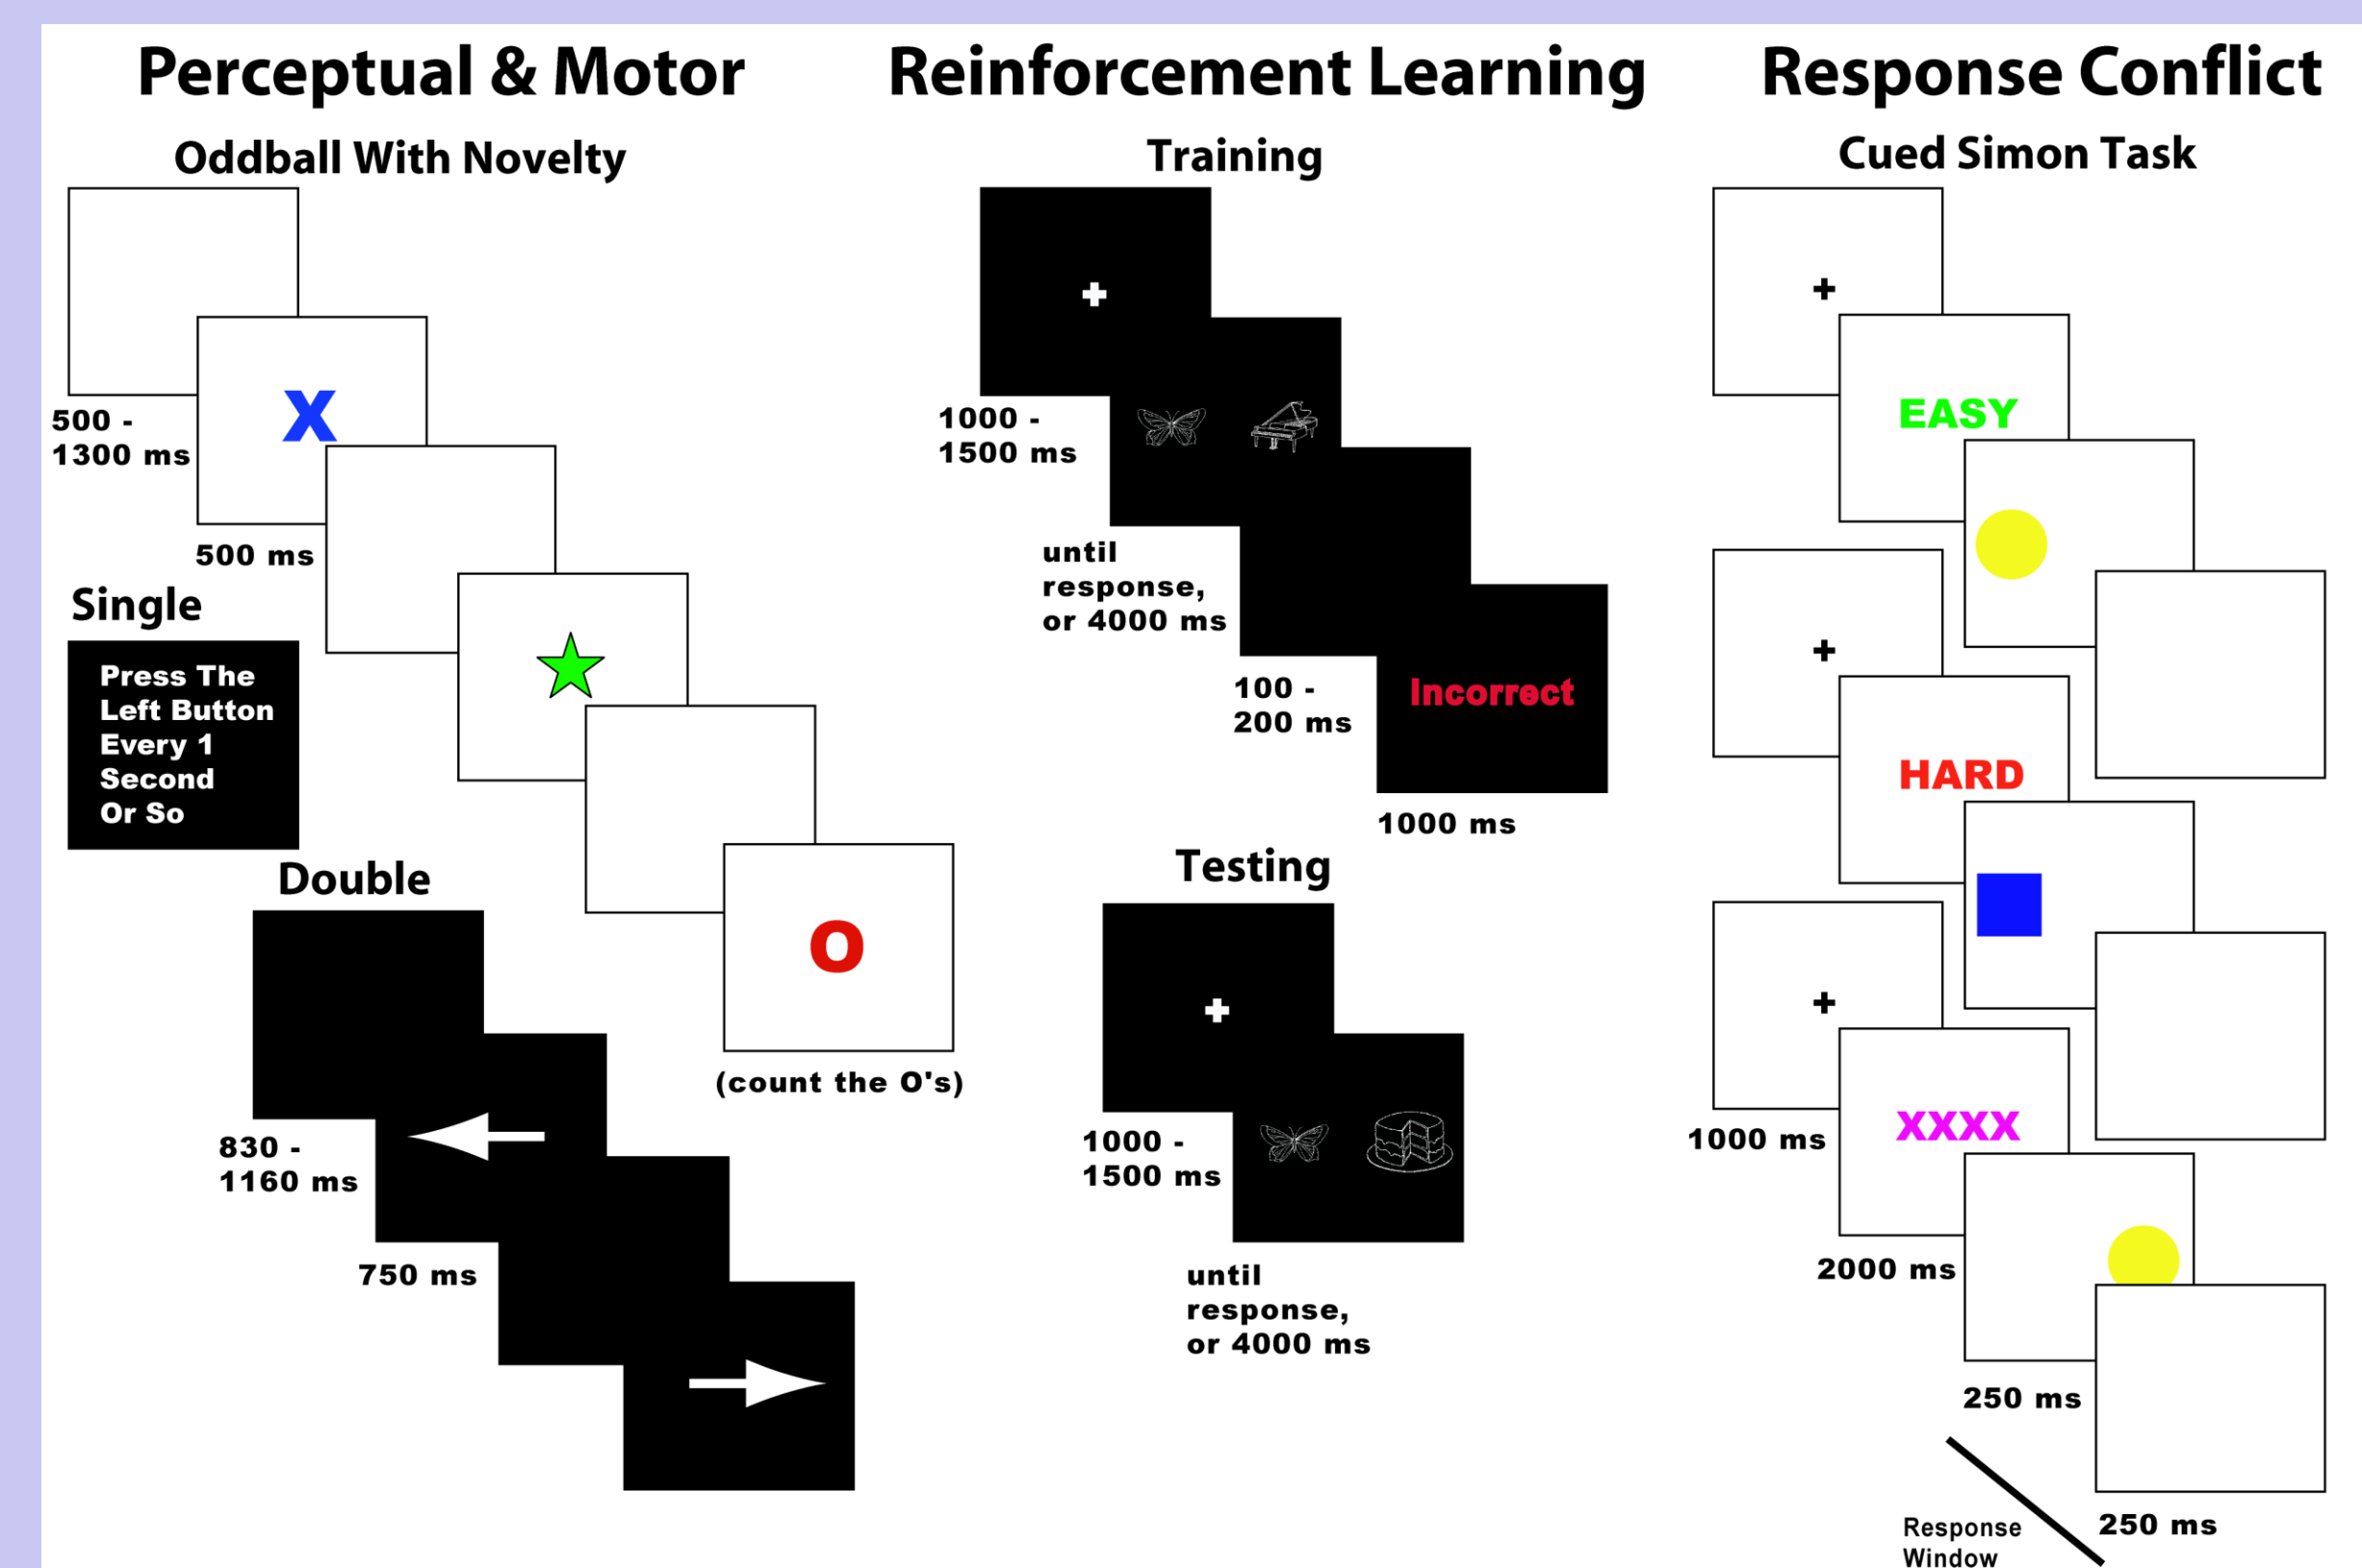 Perceptual & Motor
Oddball With Novelty
500 -
1300 ms
X
500 ms
O
(count the O's)
Single
Press The
Left Button
Every 1
Second
Or So
Double
830 -
1160 ms
750 ms
Reinforcement Learning
Training
1000 -
1500 ms
until
response,
or 4000 ms
100 -
200 ms
Incorrect
1000 ms
Testing
1000 -
1500 ms
until
response,
or 4000 ms
Response Conflict
Cued Simon Task
EASY
HARD
1000 ms
XXXX
2000 ms
250 ms
250 ms
Response
Window